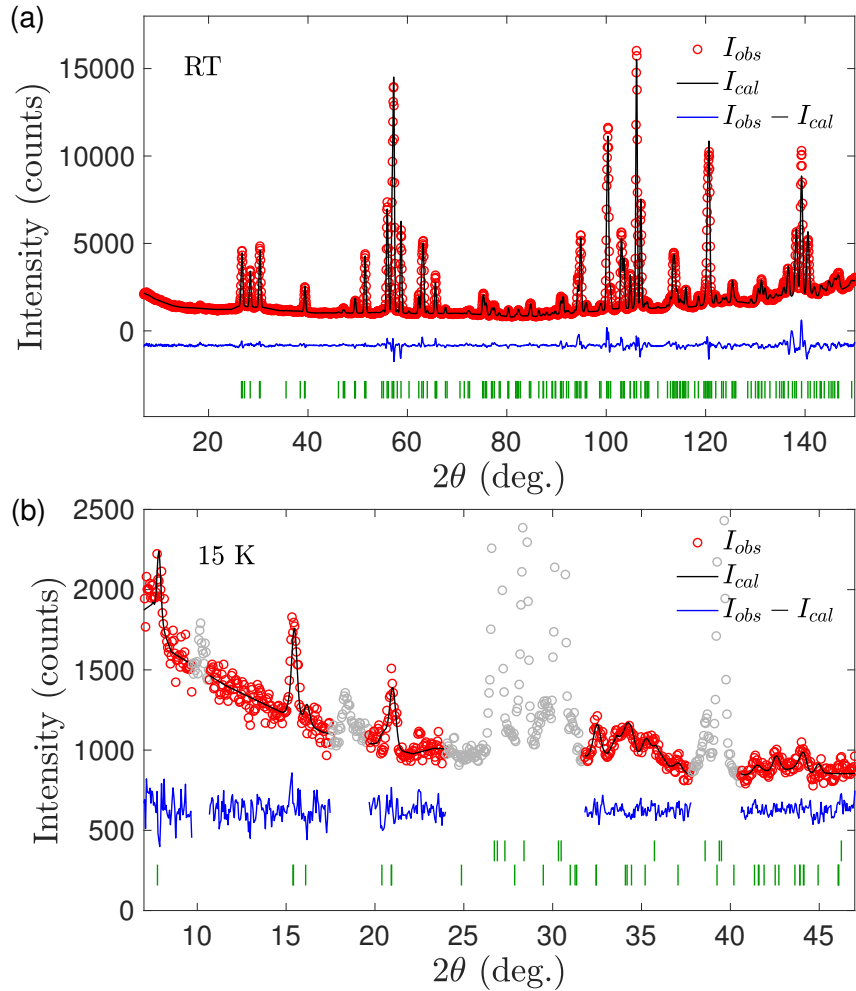 (a)
RT
I_obs
I_cal
I_obs − I_cal
15000
10000
5000
0
Intensity (counts)
20 40 60 80 100 120 140
2θ (deg.)
(b)
15 K
I_obs
I_cal
I_obs − I_cal
2500
2000
1500
1000
500
0
Intensity (counts)
10 15 20 25 30 35 40 45
2θ (deg.)